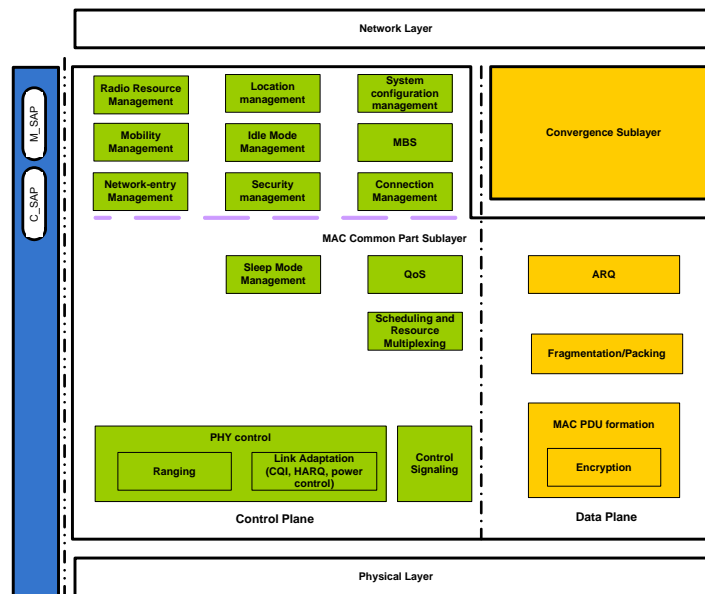 Network Layer
M_SAP
C_SAP
Radio Resource
Management
Location
management
System
configuration
management
Mobility
Management
Idle Mode
Management
MBS
Network-entry
Management
Security
management
Connection
Management
Convergence Sublayer
MAC Common Part Sublayer
Sleep Mode
Management
QoS
ARQ
Scheduling and
Resource
Multiplexing
Fragmentation/Packing
PHY control
Ranging
Link Adaptation
(CQI, HARQ, power
control)
Control
Signaling
MAC PDU formation
Encryption
Control Plane
Data Plane
Physical Layer